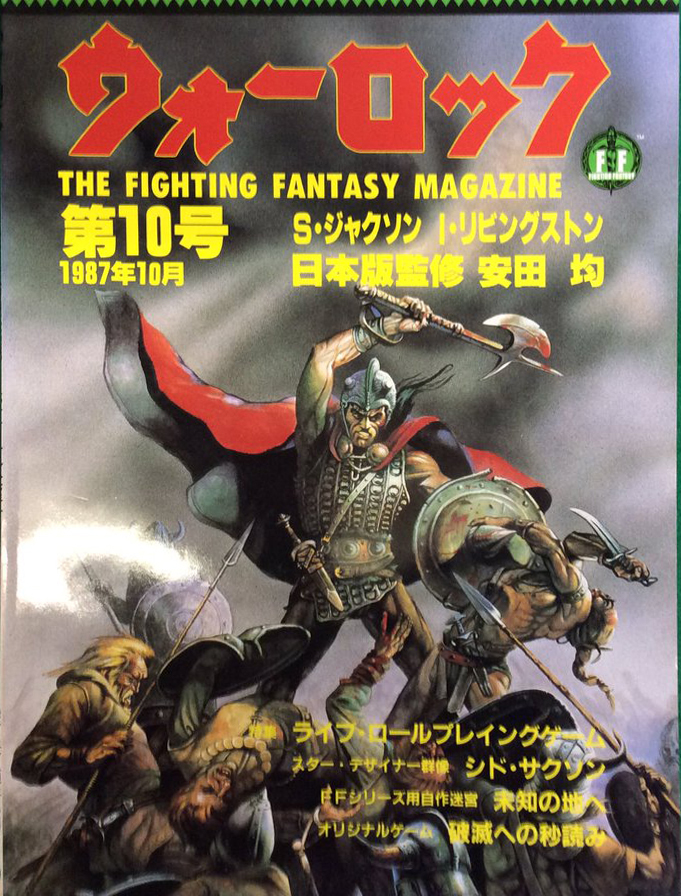 ウォーロック
THE FIGHTING FANTASY MAGAZINE
FSF
FIGHTING FANTASY
TM
第10号
1987年10月
S・ジャクソン I・リビングストン
日本版監修 安田 均
特集 ライブ・ロールプレイングゲーム
スター・デザイナー群像 シド・サクソン
FFシリーズ用自作迷宮 未知の地へ
オリジナルゲーム 破滅への秒読み